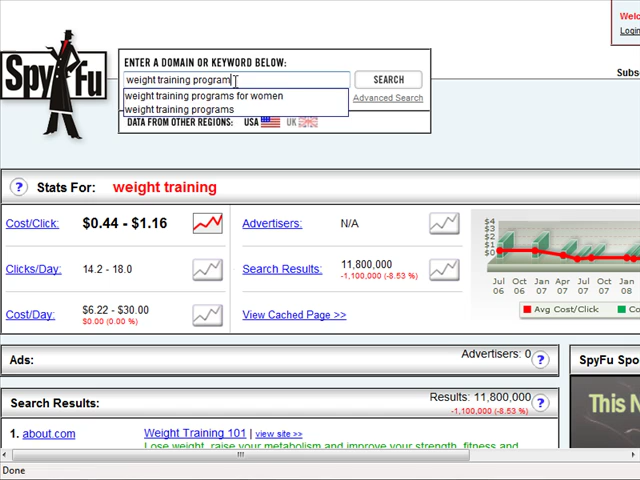 Welc
Login
Spy Fu
ENTER A DOMAIN OR KEYWORD BELOW:
weight training program
SEARCH
weight training programs for women
weight training programs
Advanced Search
Subs
DATA FROM OTHER REGIONS: USA UK
? Stats For: weight training
Cost/Click: $0.44 - $1.16
Advertisers: N/A
Clicks/Day: 14.2 - 18.0
Search Results: 11,800,000
-1,100,000 (-8.53 %)
Cost/Day: $6.22 - $30.00
$0.00 (0.00 %)
View Cached Page >>
$4
$3
$2
$1
$0
Jul Oct Jan Apr Jul Oct Jan
06 06 07 07 07 07 08
Avg Cost/Click Co
Ads: Advertisers: 0 ?
SpyFu Spo
Search Results: Results: 11,800,000 ?
-1,100,000 (-8.53 %)
This N
1. about.com Weight Training 101 | view site >>
Lose weight, raise your metabolism and improve your strength, fitness and
Done